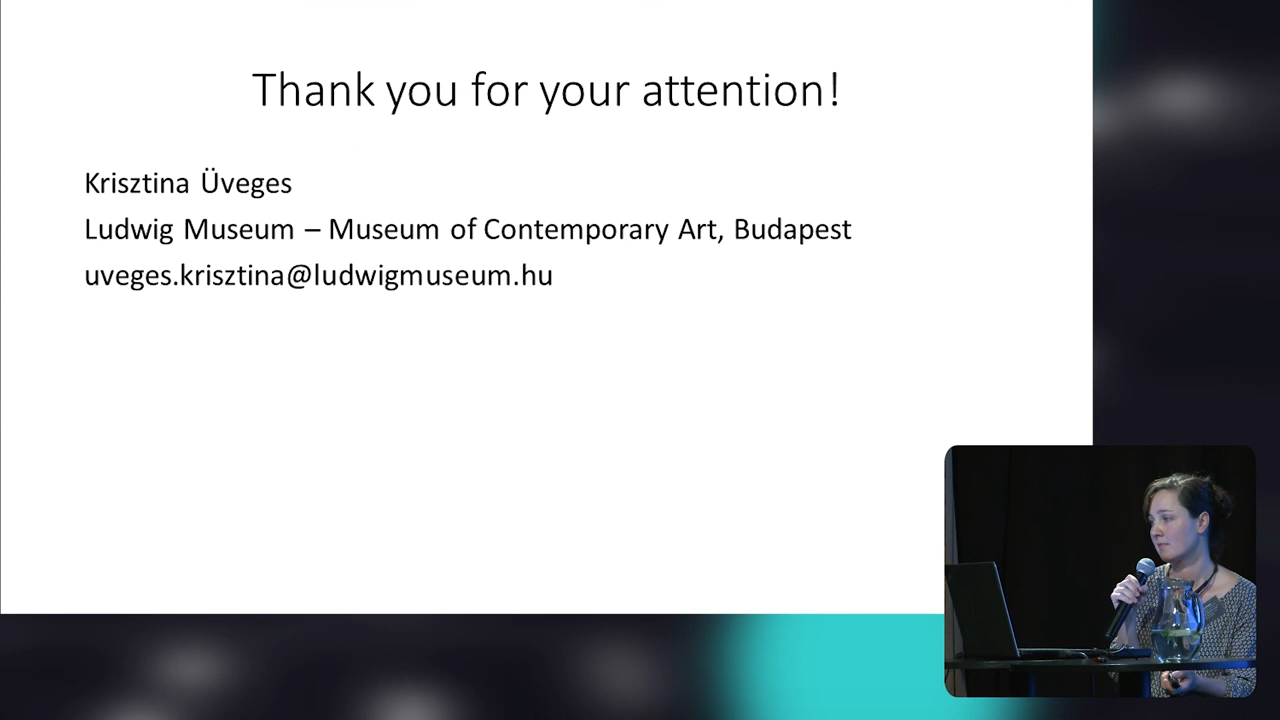 Thank you for your attention!
Krisztina Üveges
Ludwig Museum – Museum of Contemporary Art, Budapest
uveges.krisztina@ludwigmuseum.hu